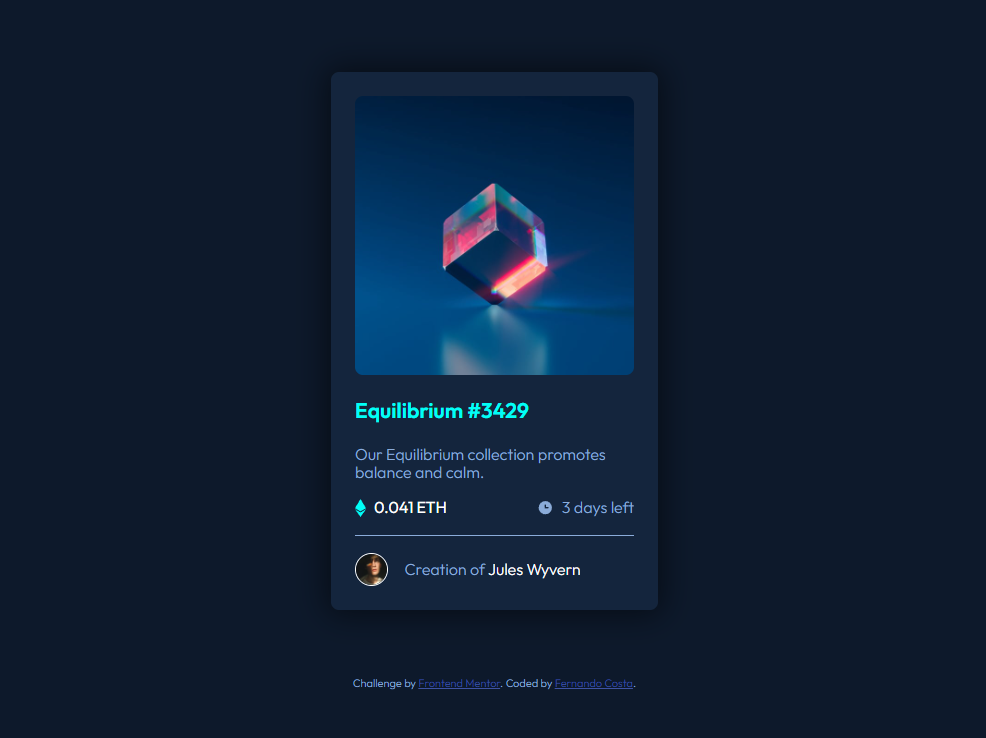 Equilibrium #3429
Our Equilibrium collection promotes
balance and calm.
0.041 ETH
3 days left
Creation of Jules Wyvern
Challenge by Frontend Mentor. Coded by Fernando Costa.